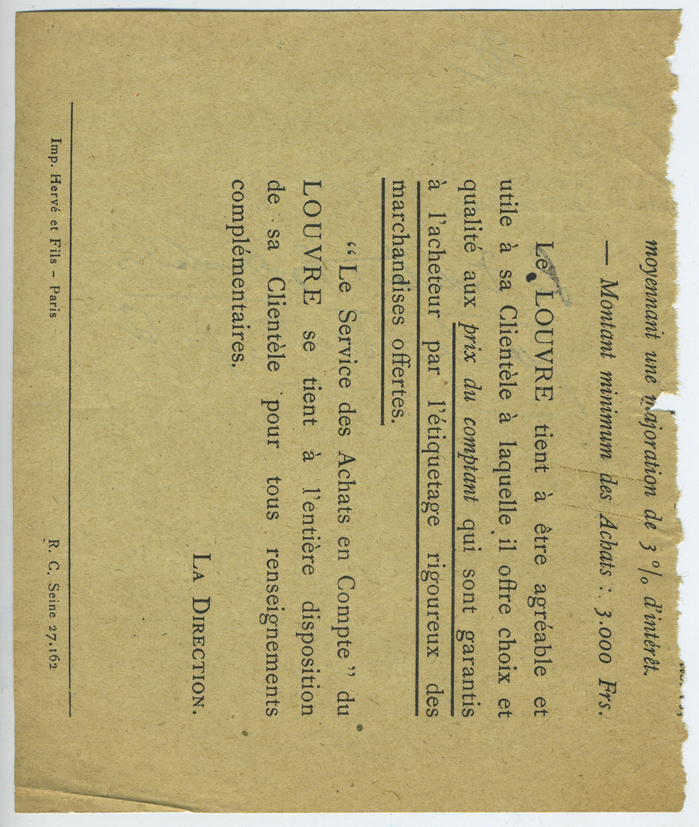 moyennant une majoration de 3 % d'intérêt.
— Montant minimum des Achats : 3.000 Frs.
Le LOUVRE tient à être agréable et
utile à sa Clientèle à laquelle il offre choix et
qualité aux prix du comptant qui sont garantis
à l'acheteur par l'étiquetage rigoureux des
marchandises offertes.
“Le Service des Achats en Compte” du
LOUVRE se tient à l'entière disposition
de sa Clientèle pour tous renseignements
complémentaires.
LA DIRECTION.
Imp. Hervé et Fils – Paris R. C. Seine 27.162